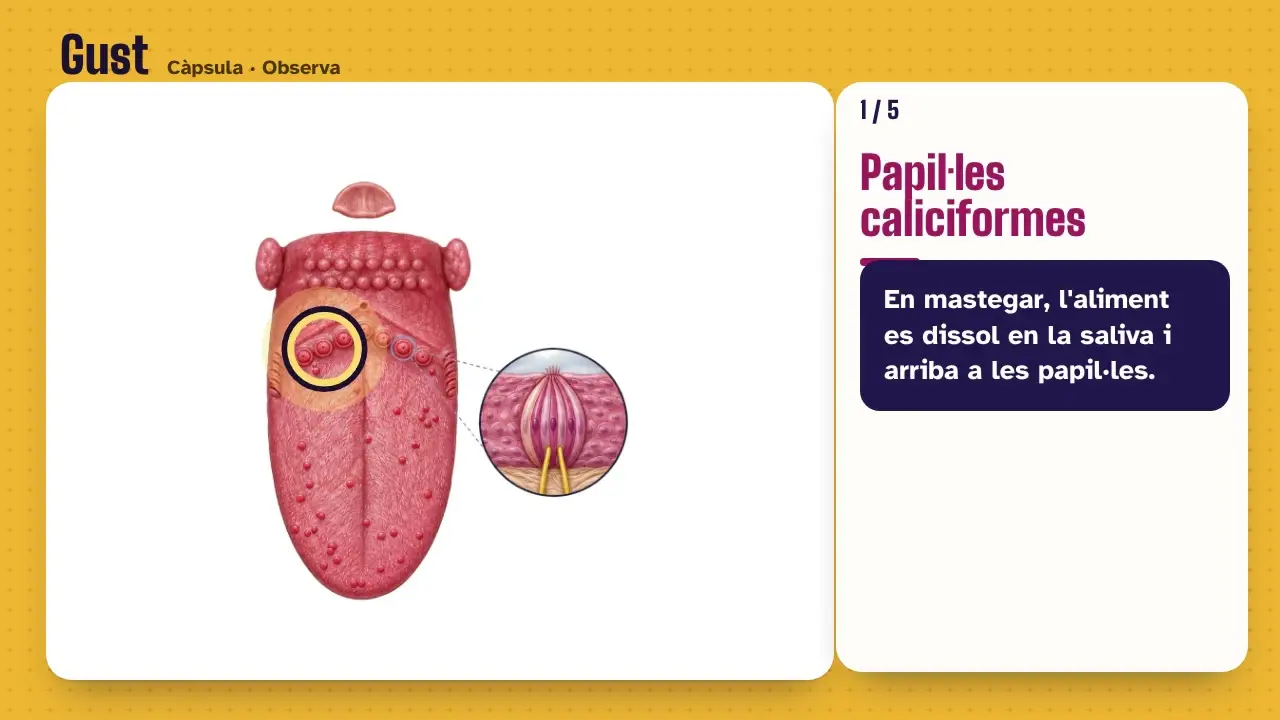 Gust
Càpsula · Observa
1 / 5
Papil·les
caliciformes
En mastegar, l'aliment
es dissol en la saliva i
arriba a les papil·les.